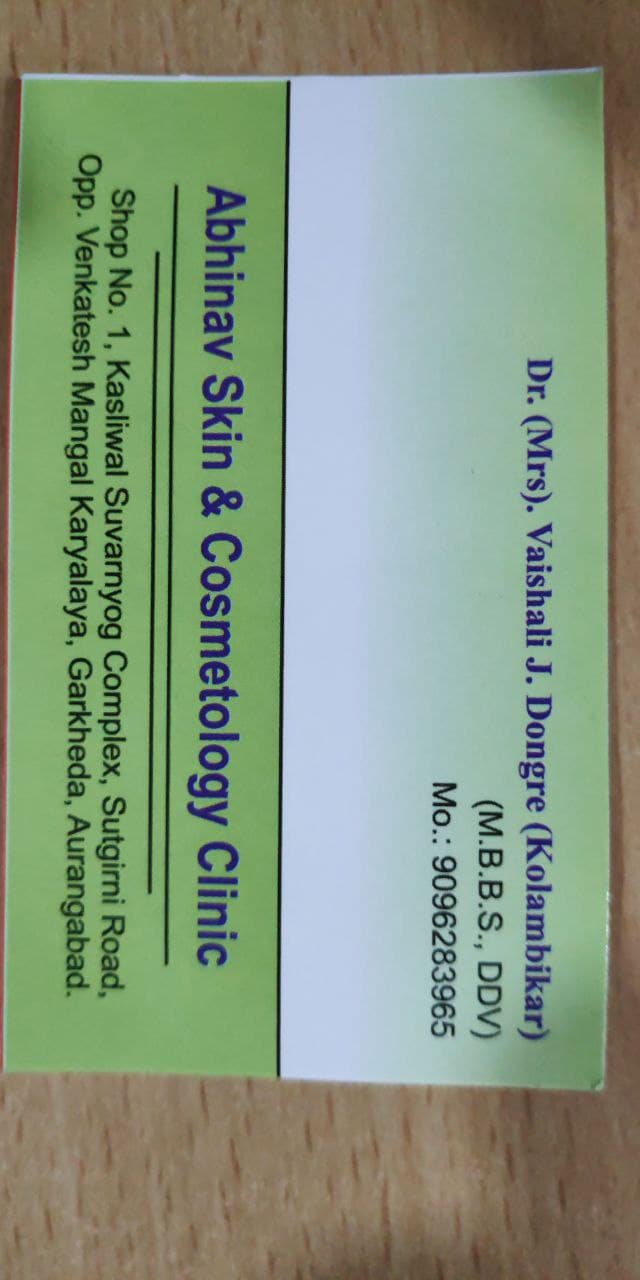 Dr. (Mrs). Vaishali J. Dongre (Kolambikar)
(M.B.B.S., DDV)
Mo.: 9096283965
Abhinav Skin & Cosmetology Clinic
Shop No. 1, Kasliwal Suvarnyog Complex, Sutgirni Road,
Opp. Venkatesh Mangal Karyalaya, Garkheda, Aurangabad.